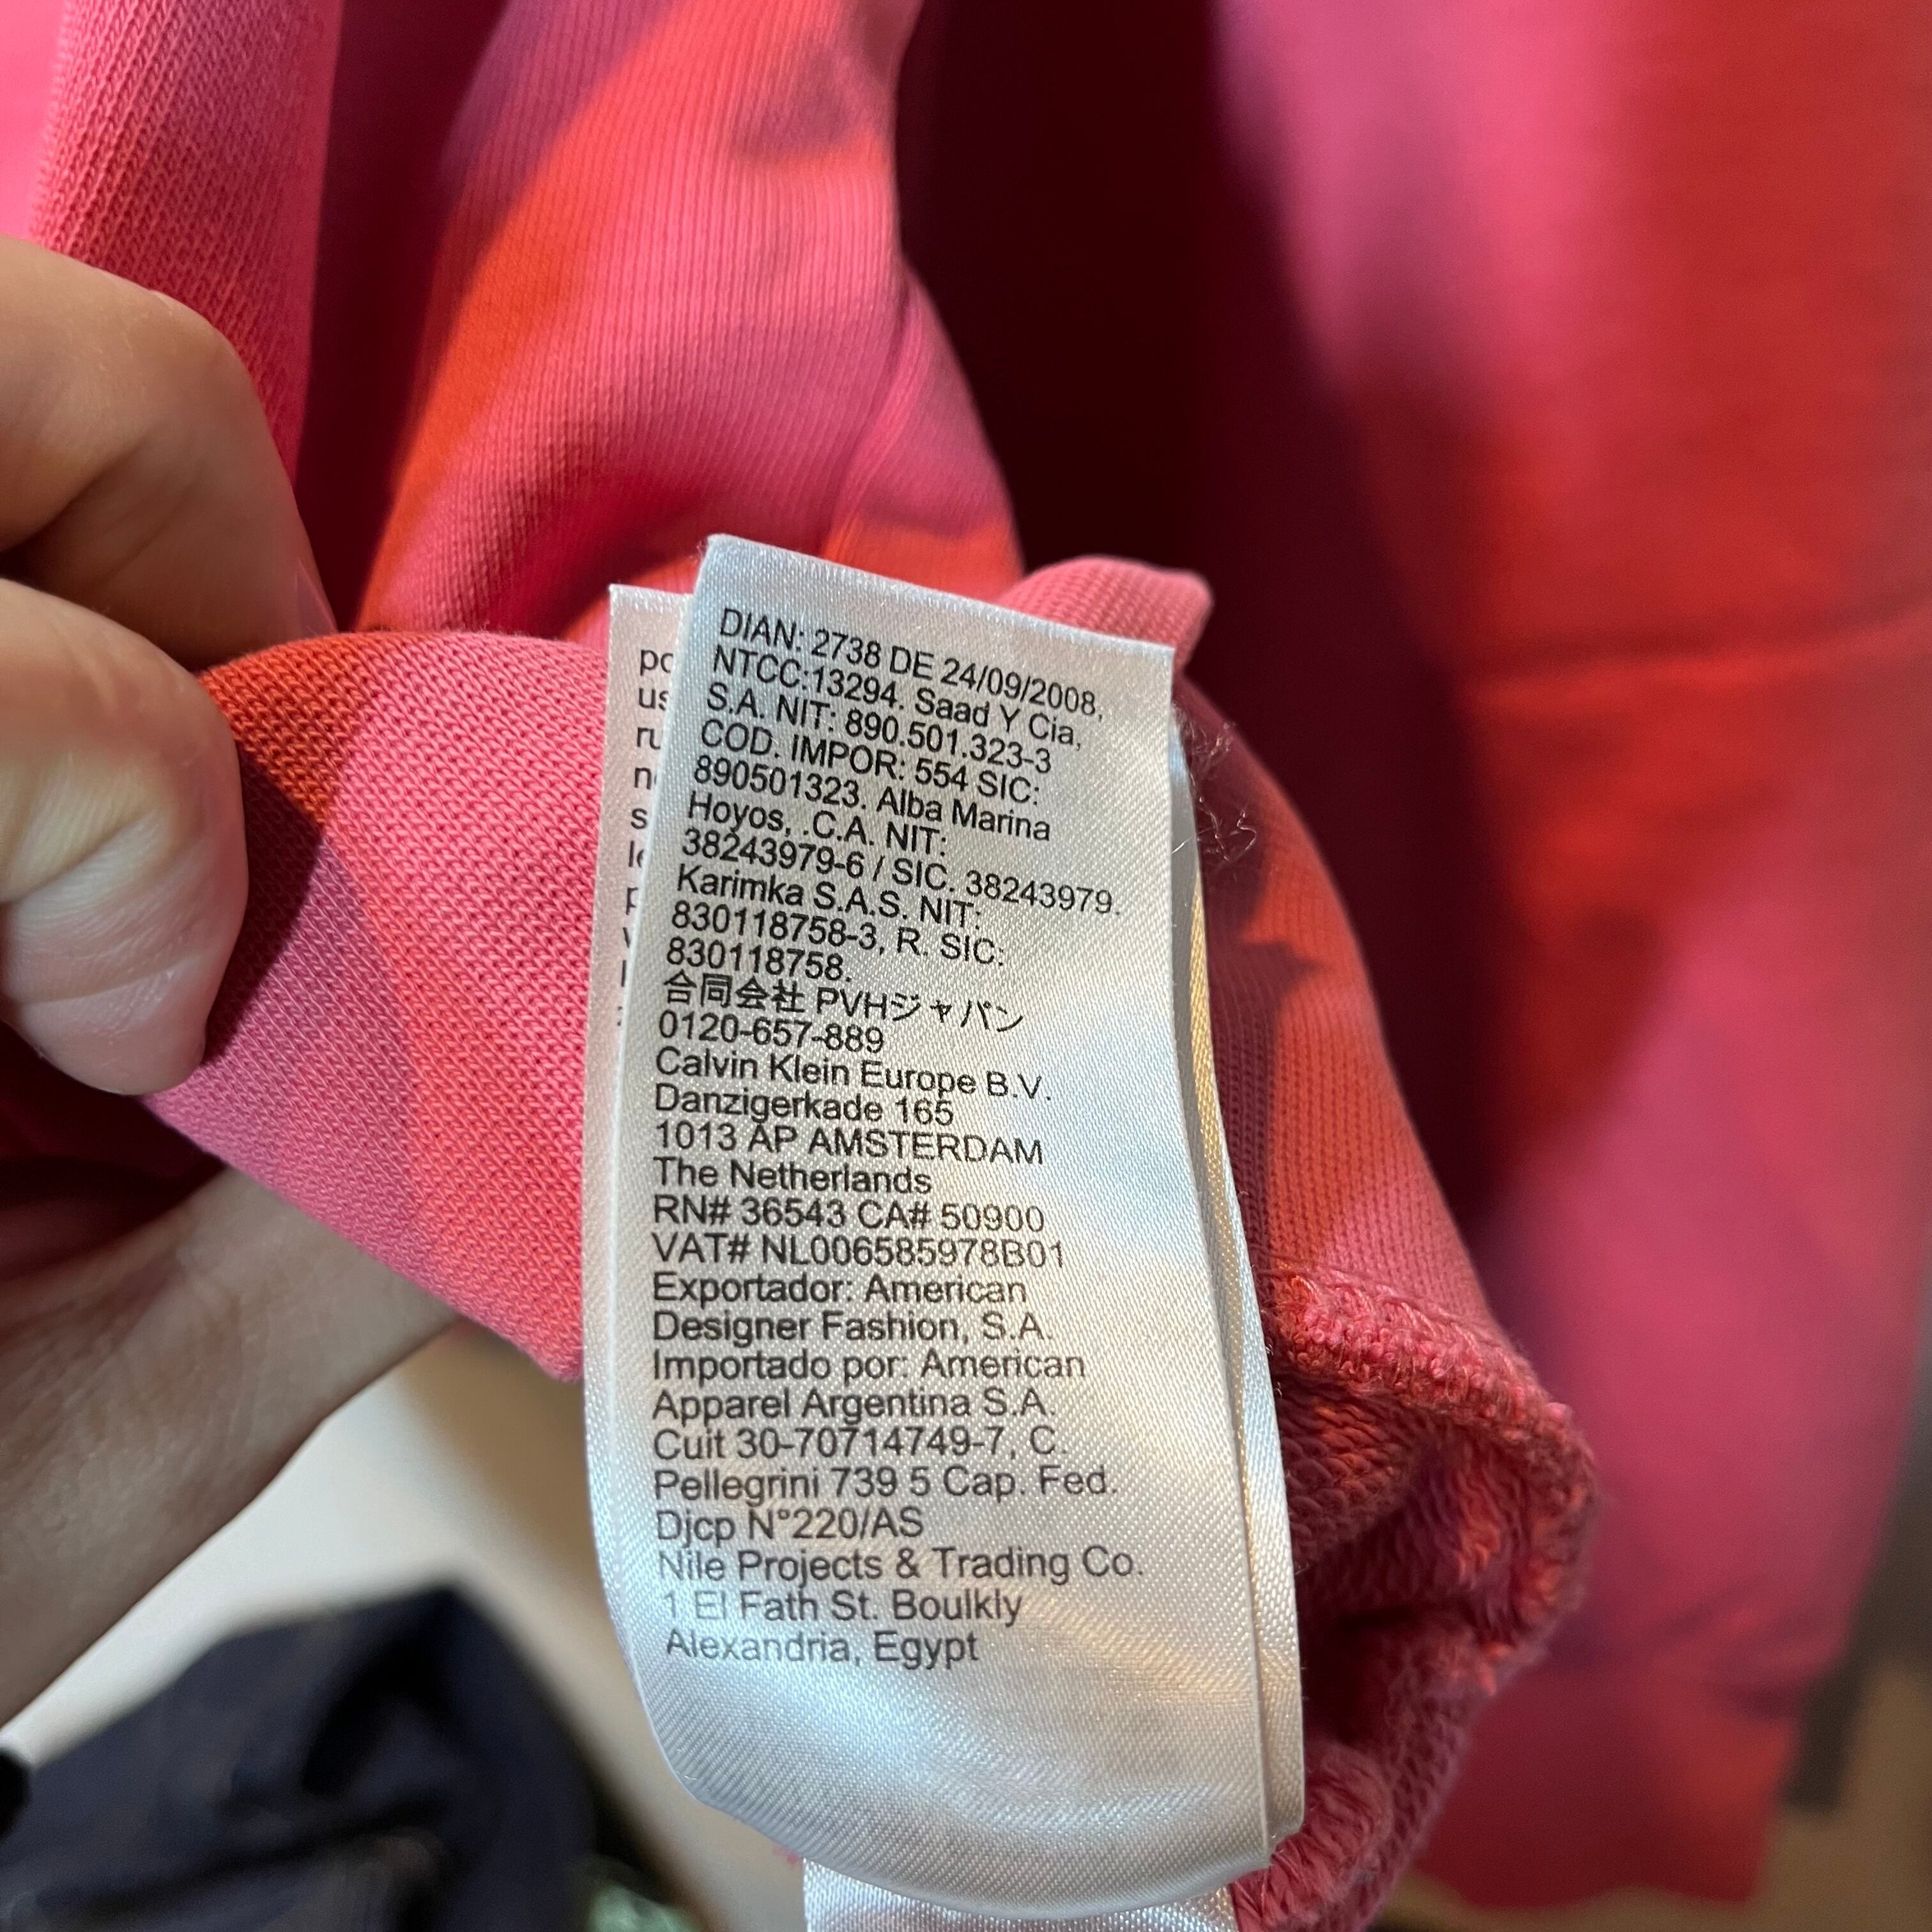 DIAN: 2738 DE 24/09/2008,
NTCC:13294. Saad Y Cia,
S.A. NIT: 890.501.323-3
COD. IMPOR: 554 SIC:
890501323. Alba Marina
Hoyos, .C.A. NIT:
38243979-6 / SIC. 38243979.
Karimka S.A.S. NIT:
830118758-3, R. SIC:
830118758.
合同会社 PVHジャパン
0120-657-889
Calvin Klein Europe B.V.
Danzigerkade 165
1013 AP AMSTERDAM
The Netherlands
RN# 36543 CA# 50900
VAT# NL006585978B01
Exportador: American
Designer Fashion, S.A.
Importado por: American
Apparel Argentina S.A.
Cuit 30-70714749-7, C.
Pellegrini 739 5 Cap. Fed.
Djcp N°220/AS
Nile Projects & Trading Co.
1 El Fath St. Boulkly
Alexandria, Egypt